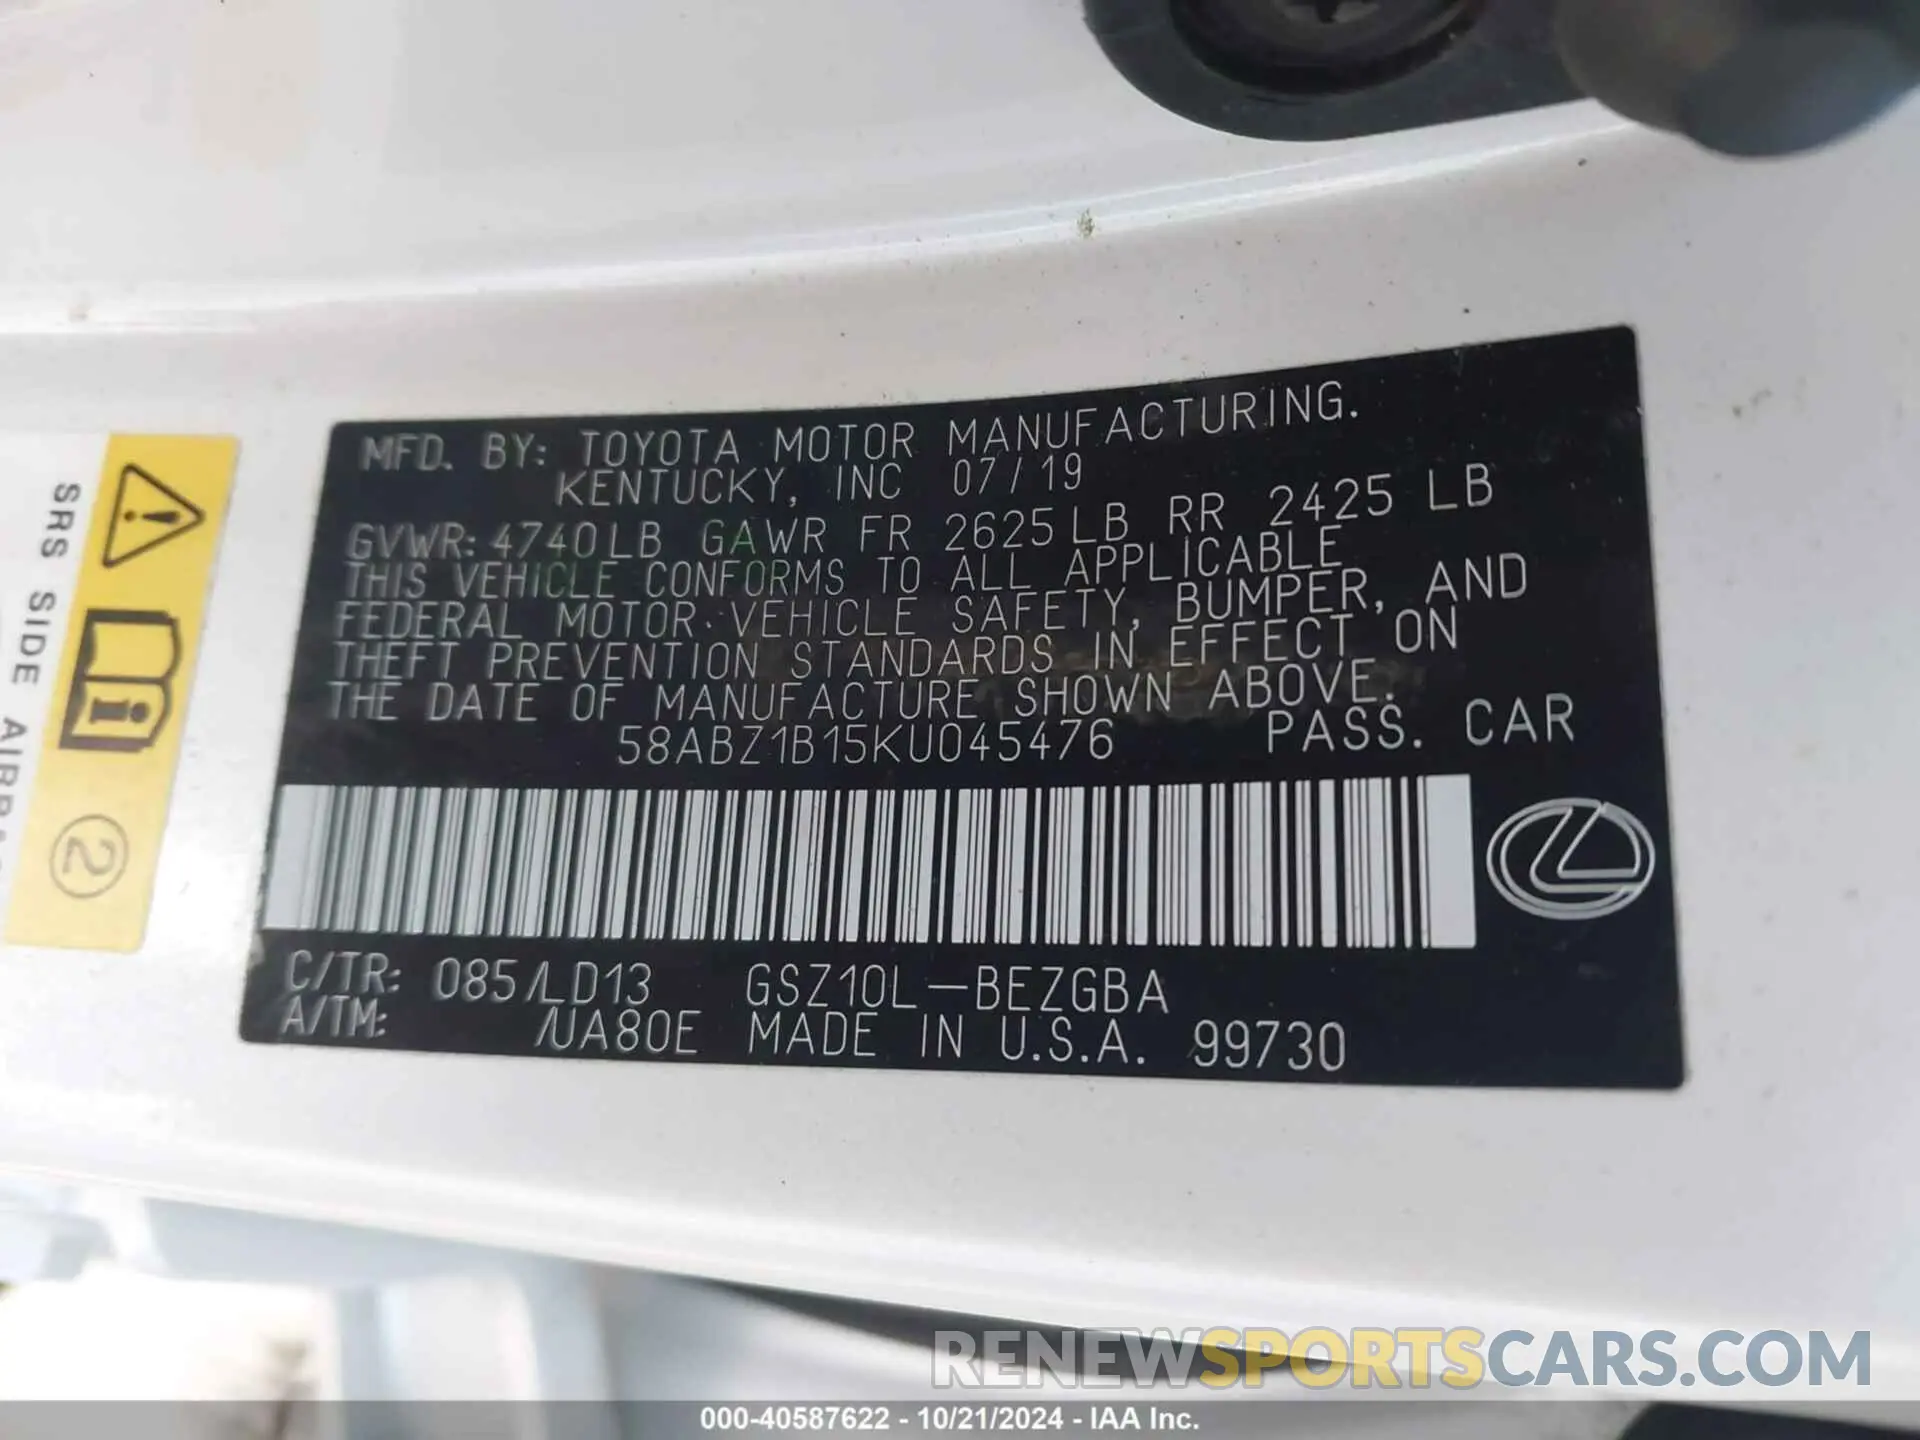 MFD. BY: TOYOTA MOTOR MANUFACTURING.
KENTUCKY, INC 07/19
GVWR: 4740LB GAWR FR 2625LB RR 2425 LB
THIS VEHICLE CONFORMS TO ALL APPLICABLE
FEDERAL MOTOR VEHICLE SAFETY, BUMPER, AND
THEFT PREVENTION STANDARDS IN EFFECT ON
THE DATE OF MANUFACTURE SHOWN ABOVE.
58ABZ1B15KU045476 PASS. CAR
C/TR: 085/LD13 GSZ10L-BEZGBA
A/TM: /UA80E MADE IN U.S.A. 99730
SRS SIDE
2
RENEWSPORTSCARS.COM
000-40587622 - 10/21/2024 - IAA Inc.